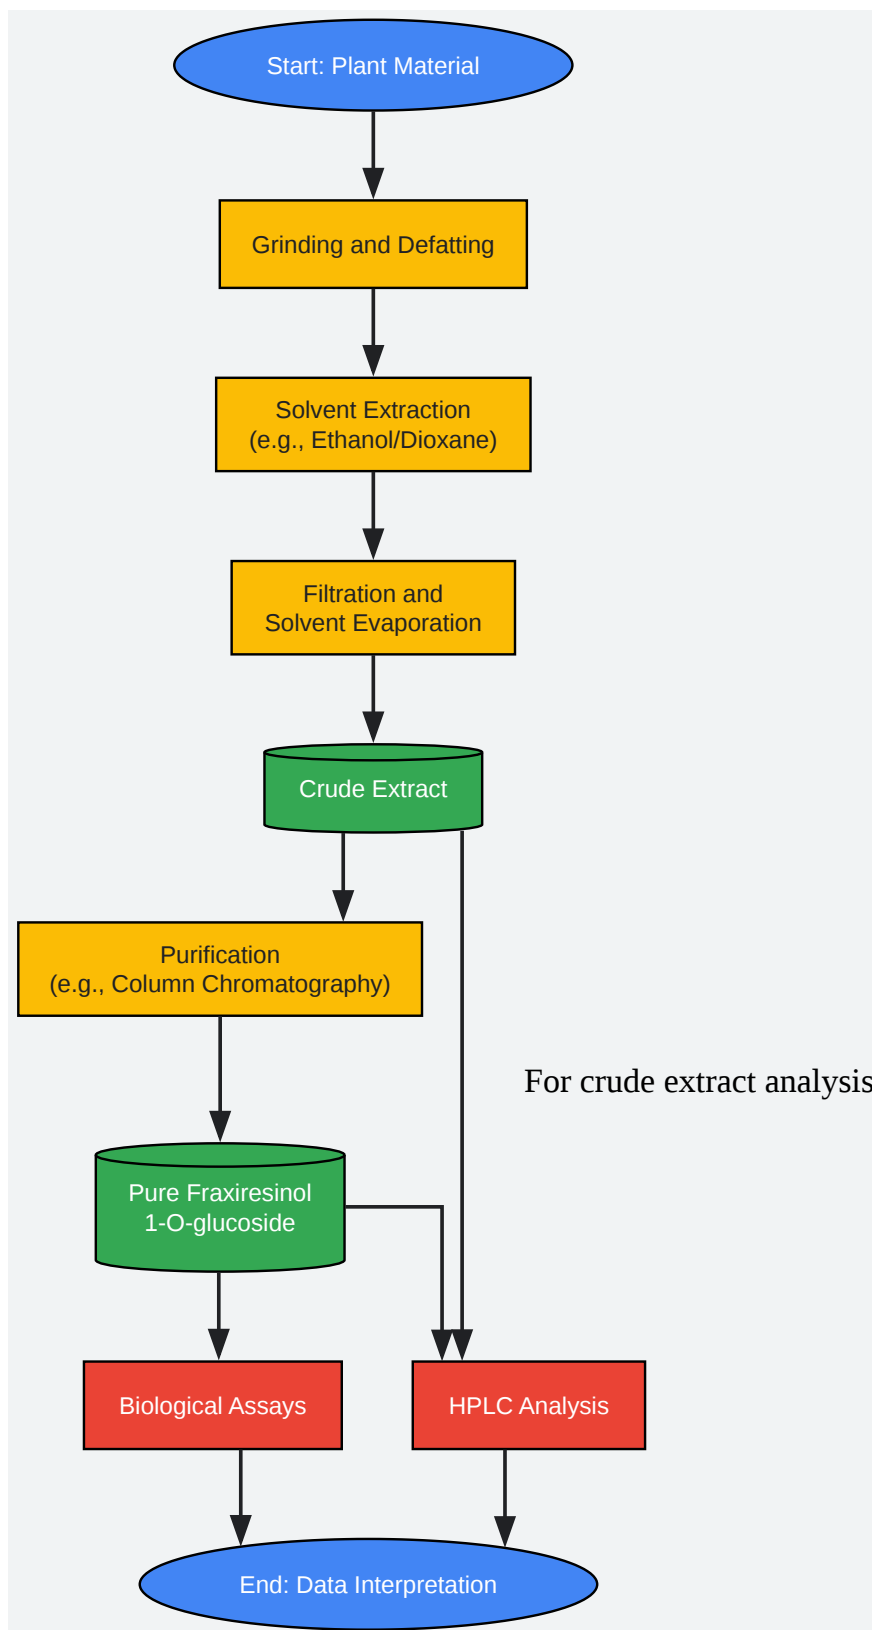 Start: Plant Material
Grinding and Defatting
Solvent Extraction
(e.g., Ethanol/Dioxane)
Filtration and
Solvent Evaporation
Crude Extract
Purification
(e.g., Column Chromatography)
For crude extract analysis
Pure Fraxiresinol
1-O-glucoside
Biological Assays
HPLC Analysis
End: Data Interpretation